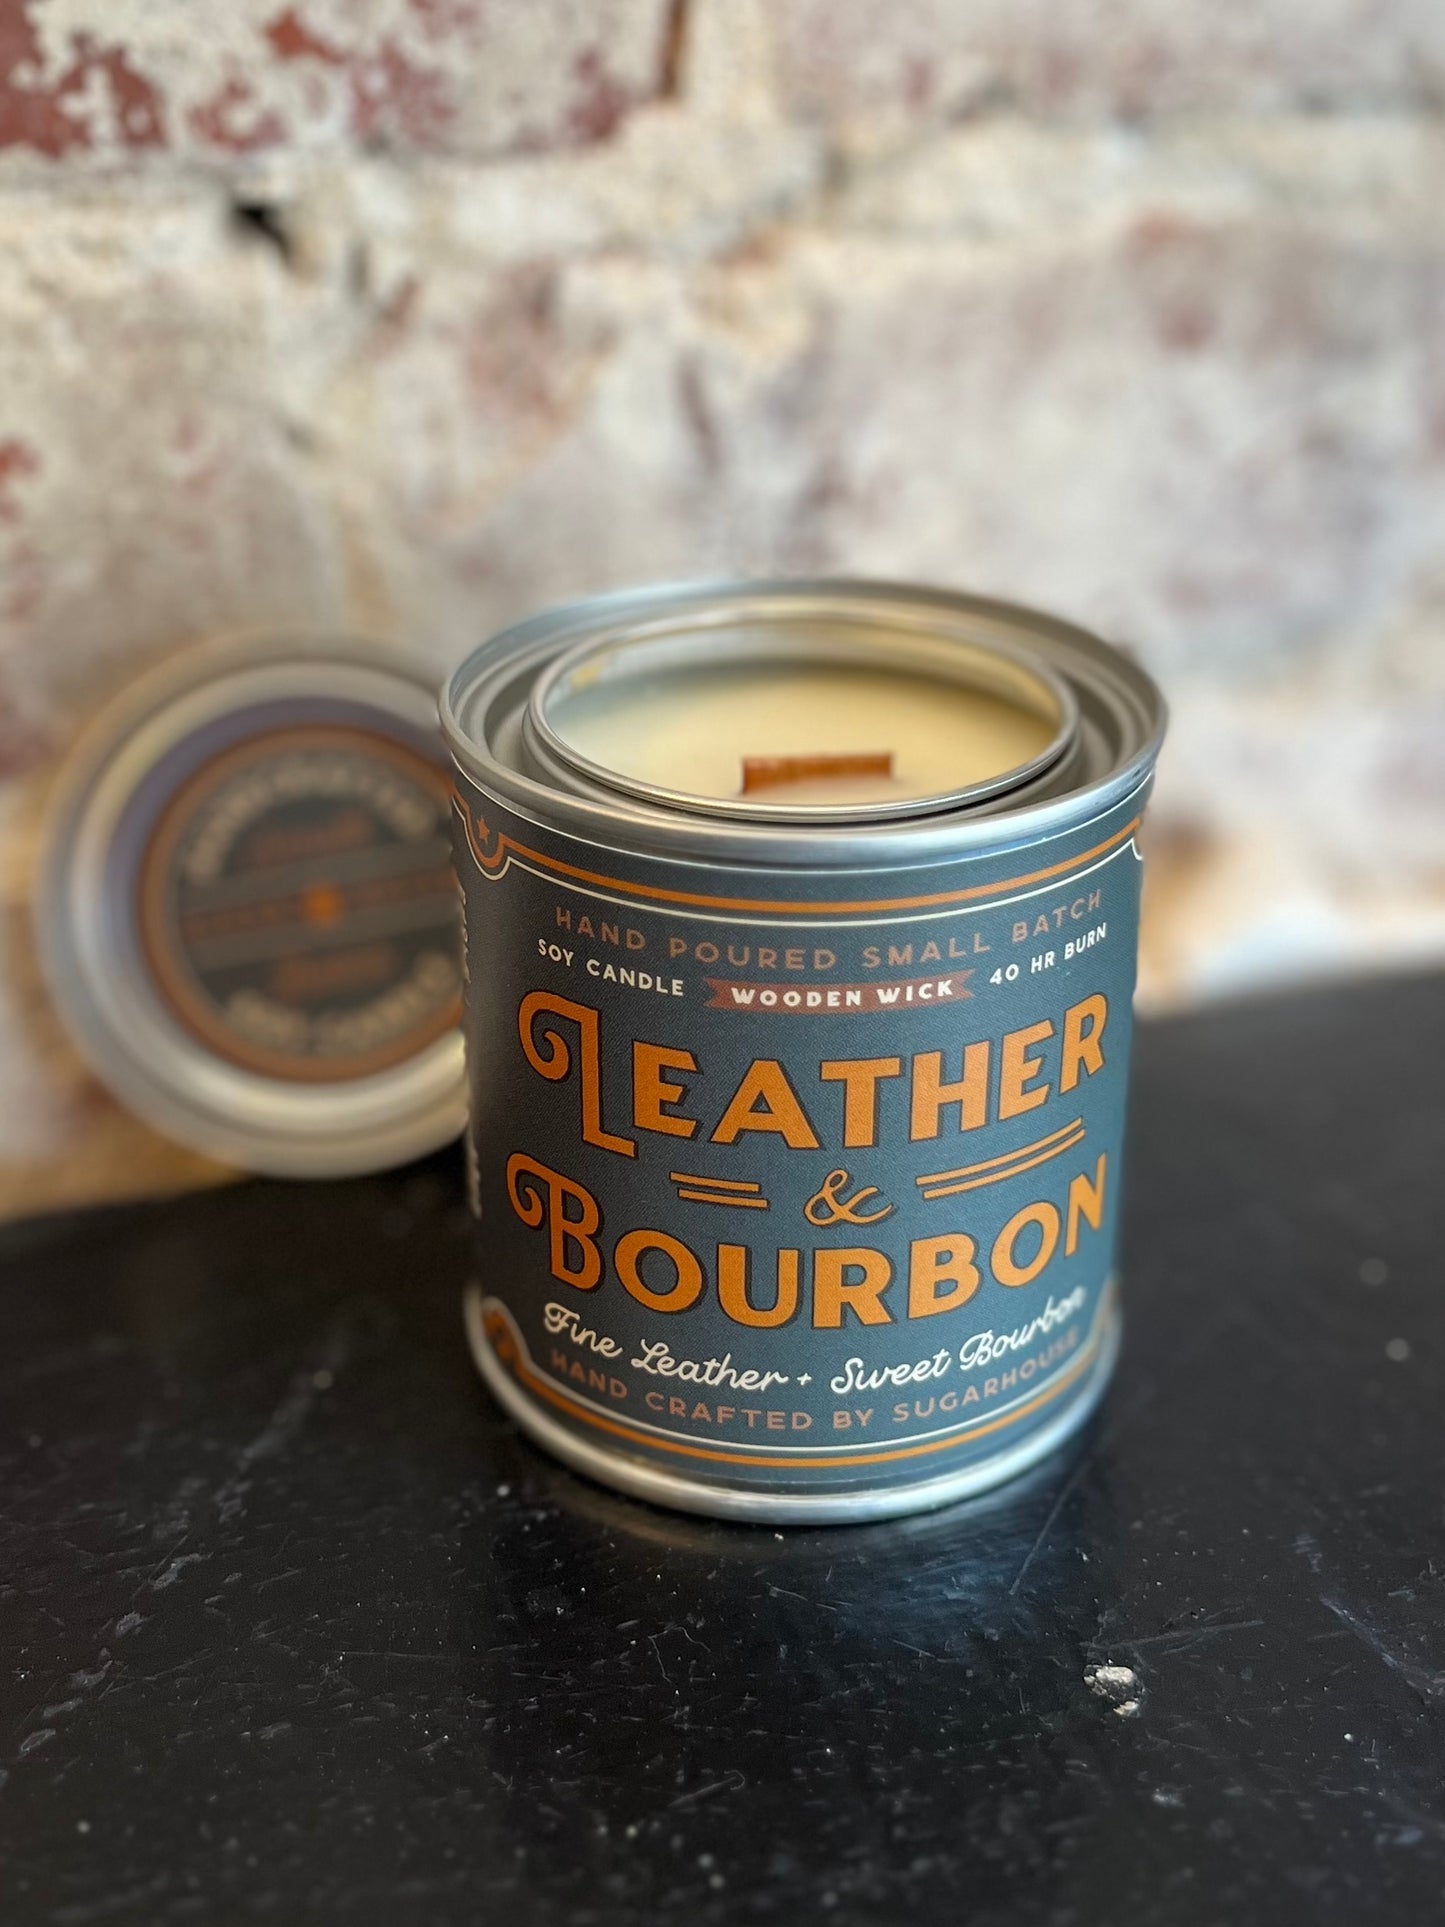 HAND POURED SMALL BATCH
SOY CANDLE WOODEN WICK 40 HR BURN
LEATHER
&
BOURBON
Fine Leather + Sweet Bourbon
HAND CRAFTED BY SUGARHOUSE